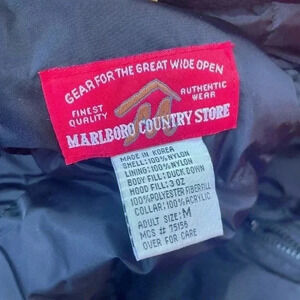 GEAR FOR THE GREAT WIDE OPEN
FINEST QUALITY
AUTHENTIC WEAR
MARLBORO COUNTRY STORE
MADE IN KOREA
SHELL:100%NYLON
LINING:100%NYLON
BODY FILL:DUCK DOWN
HOOD FILL:3 OZ
100%POLYESTER FIBERFILL
COLLAR:100%ACRYLIC
ADULT SIZE:M
MCS # 75155
OVER FOR CARE